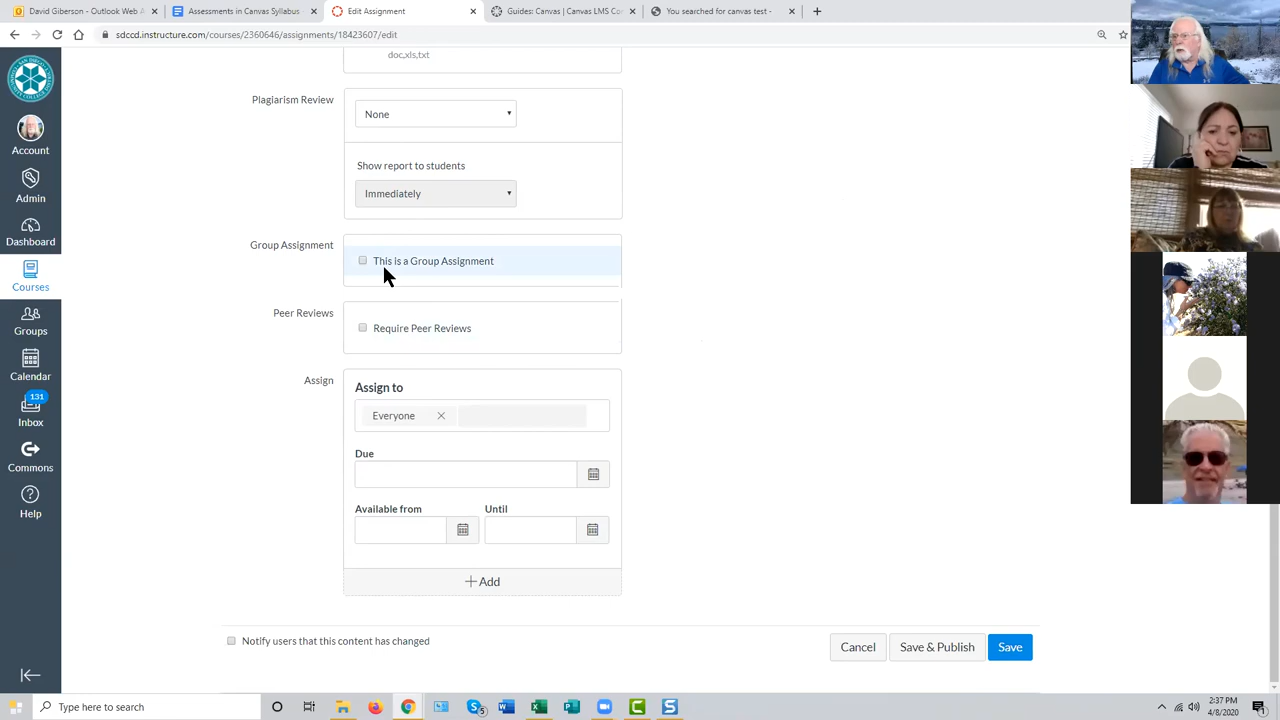 David Giberson - Outlook Web A
Assessments in Canvas Syllabus
Edit Assignment
Guides: Canvas | Canvas LMS Co
You searched for canvas test -
sdccd.instructure.com/courses/2360646/assignments/18423607/edit
doc,xls,txt
Plagiarism Review
None
Show report to students
Immediately
Group Assignment
This is a Group Assignment
Peer Reviews
Require Peer Reviews
Assign
Assign to
Everyone
Due
Available from
Until
Add
Notify users that this content has changed
Cancel
Save & Publish
Save
Account
Admin
Dashboard
Courses
Groups
Calendar
131
Inbox
Commons
Help
Type here to search
5
2:37 PM
4/8/2020
1